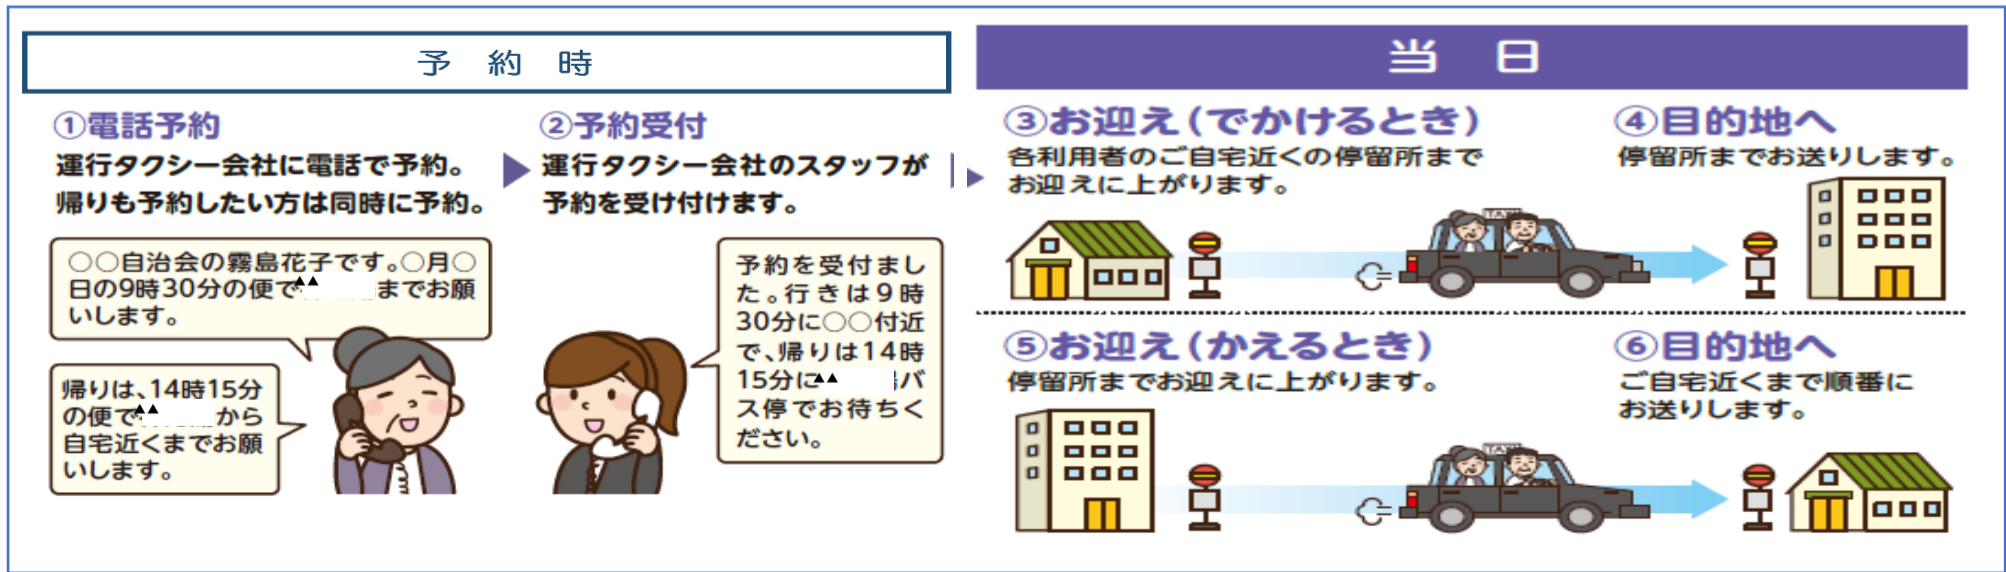 予約時
①電話予約
運行タクシー会社に電話で予約。
帰りも予約したい方は同時に予約。
○○自治会の霧島花子です。○月○
日の9時30分の便で▲▲までお願
いします。
帰りは、14時15分
の便で▲▲から
自宅近くまでお願
いします。
②予約受付
運行タクシー会社のスタッフが
予約を受け付けます。
予約を受付まし
た。行きは9時
30分に○○付近
で、帰りは14時
15分に▲▲バ
ス停でお待ちく
ださい。
当日
③お迎え(でかけるとき)
各利用者のご自宅近くの停留所まで
お迎えに上がります。
TAXI
④目的地へ
停留所までお送りします。
⑤お迎え(かえるとき)
停留所までお迎えに上がります。
TAXI
⑥目的地へ
ご自宅近くまで順番に
お送りします。